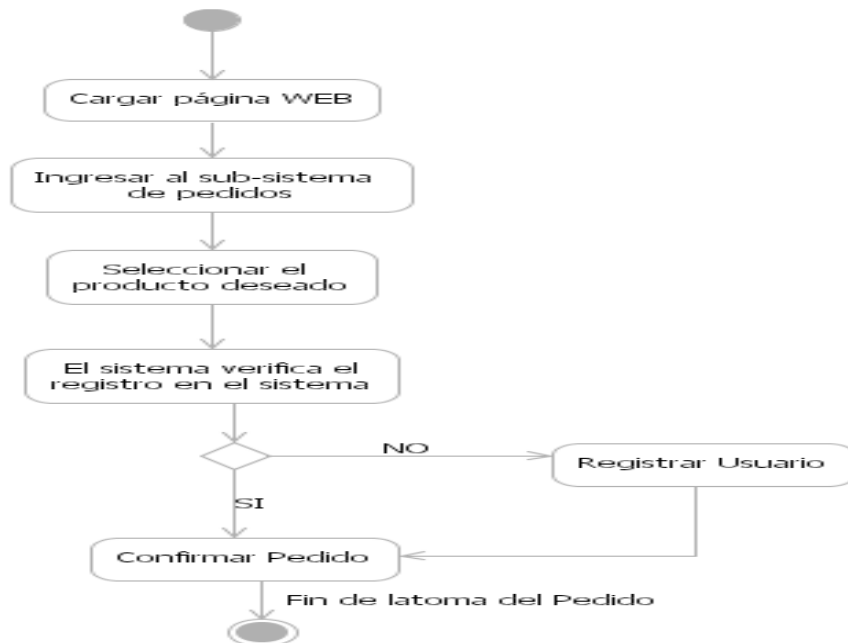 Cargar página WEB
Ingresar al sub-sistema
de pedidos
Seleccionar el
producto deseado
El sistema verifica el
registro en el sistema
NO
Registrar Usuario
SI
Confirmar Pedido
Fin de latoma del Pedido